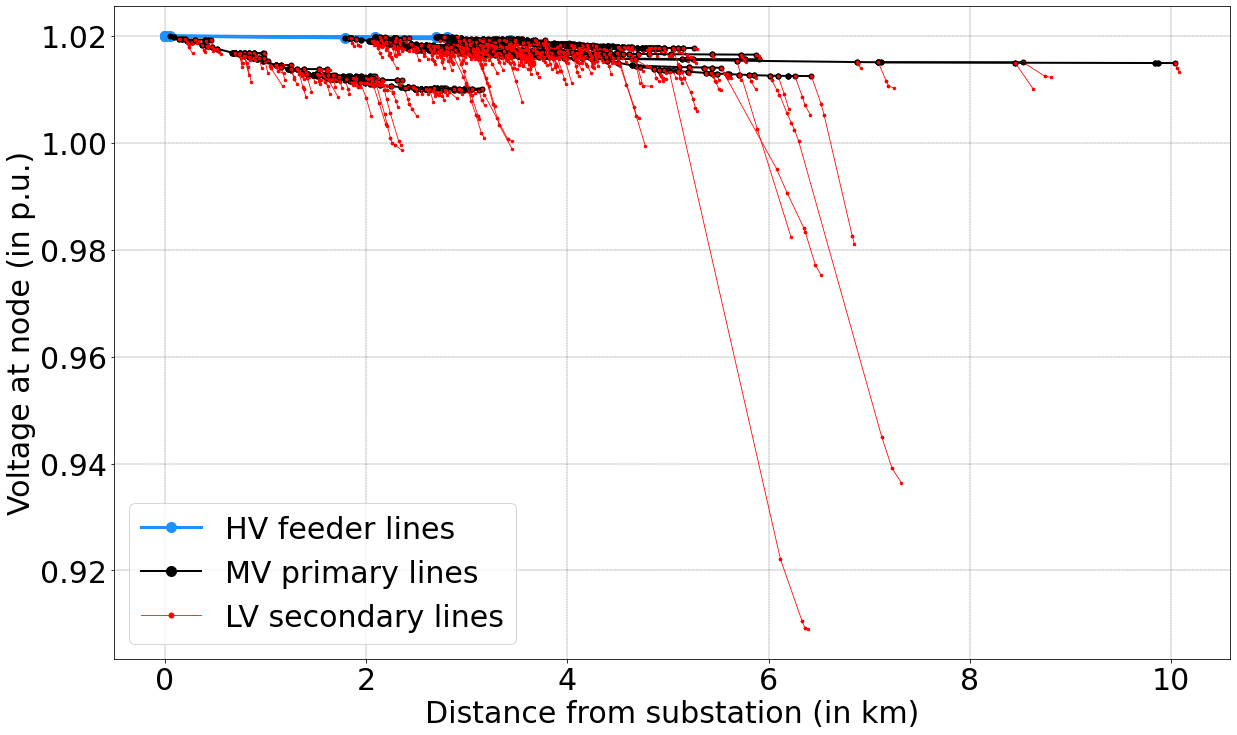 Voltage at node (in p.u.)
1.02
1.00
0.98
0.96
0.94
0.92
HV feeder lines
MV primary lines
LV secondary lines
0 2 4 6 8 10
Distance from substation (in km)